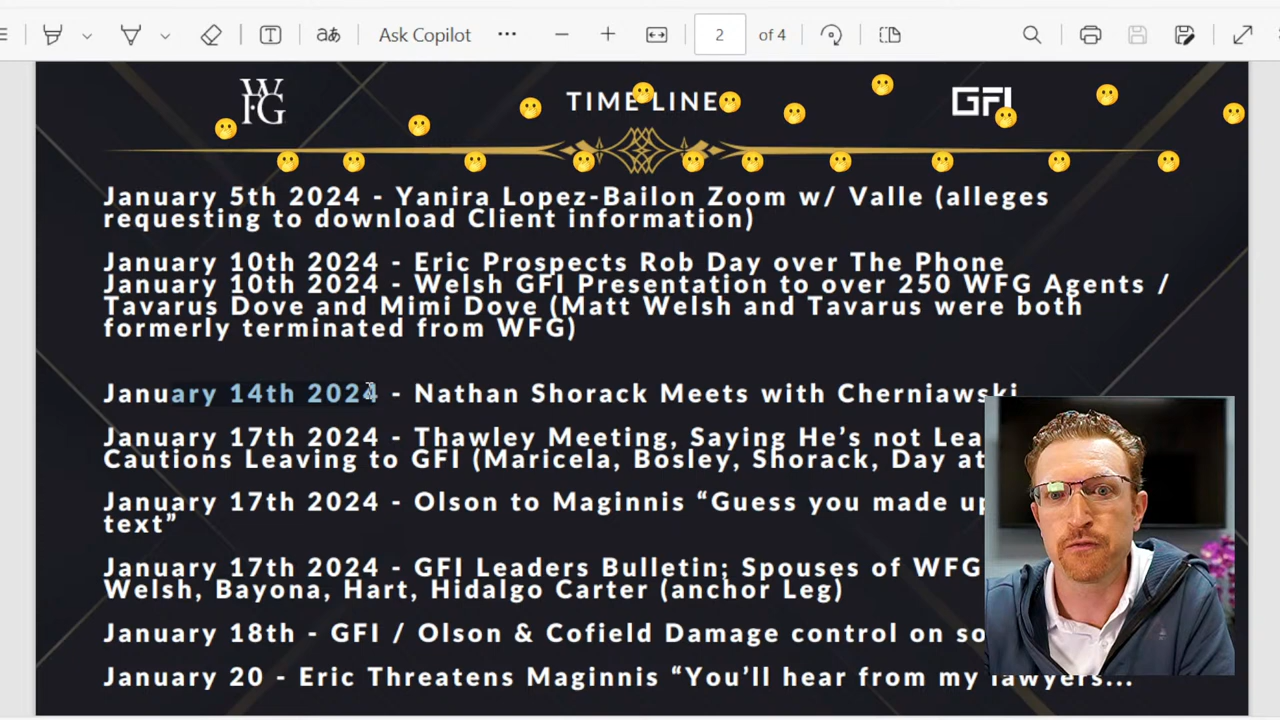 Ask Copilot
2
of 4
WFG
TIME LINE
GFI
January 5th 2024 - Yanira Lopez-Bailon Zoom w/ Valle (alleges
requesting to download Client information)
January 10th 2024 - Eric Prospects Rob Day over The Phone
January 10th 2024 - Welsh GFI Presentation to over 250 WFG Agents /
Tavarus Dove and Mimi Dove (Matt Welsh and Tavarus were both
formerly terminated from WFG)
January 14th 2024 - Nathan Shorack Meets with Cherniawski
January 17th 2024 - Thawley Meeting, Saying He’s not
Cautions Leaving to GFI (Maricela, Bosley, Shorack, Day
January 17th 2024 - Olson to Maginnis “Guess you made
text”
January 17th 2024 - GFI Leaders Bulletin; Spouses of WFG
Welsh, Bayona, Hart, Hidalgo Carter (anchor Leg)
January 18th - GFI / Olson & Cofield Damage control on
January 20 - Eric Threatens Maginnis “You’ll hear from my lawyers...